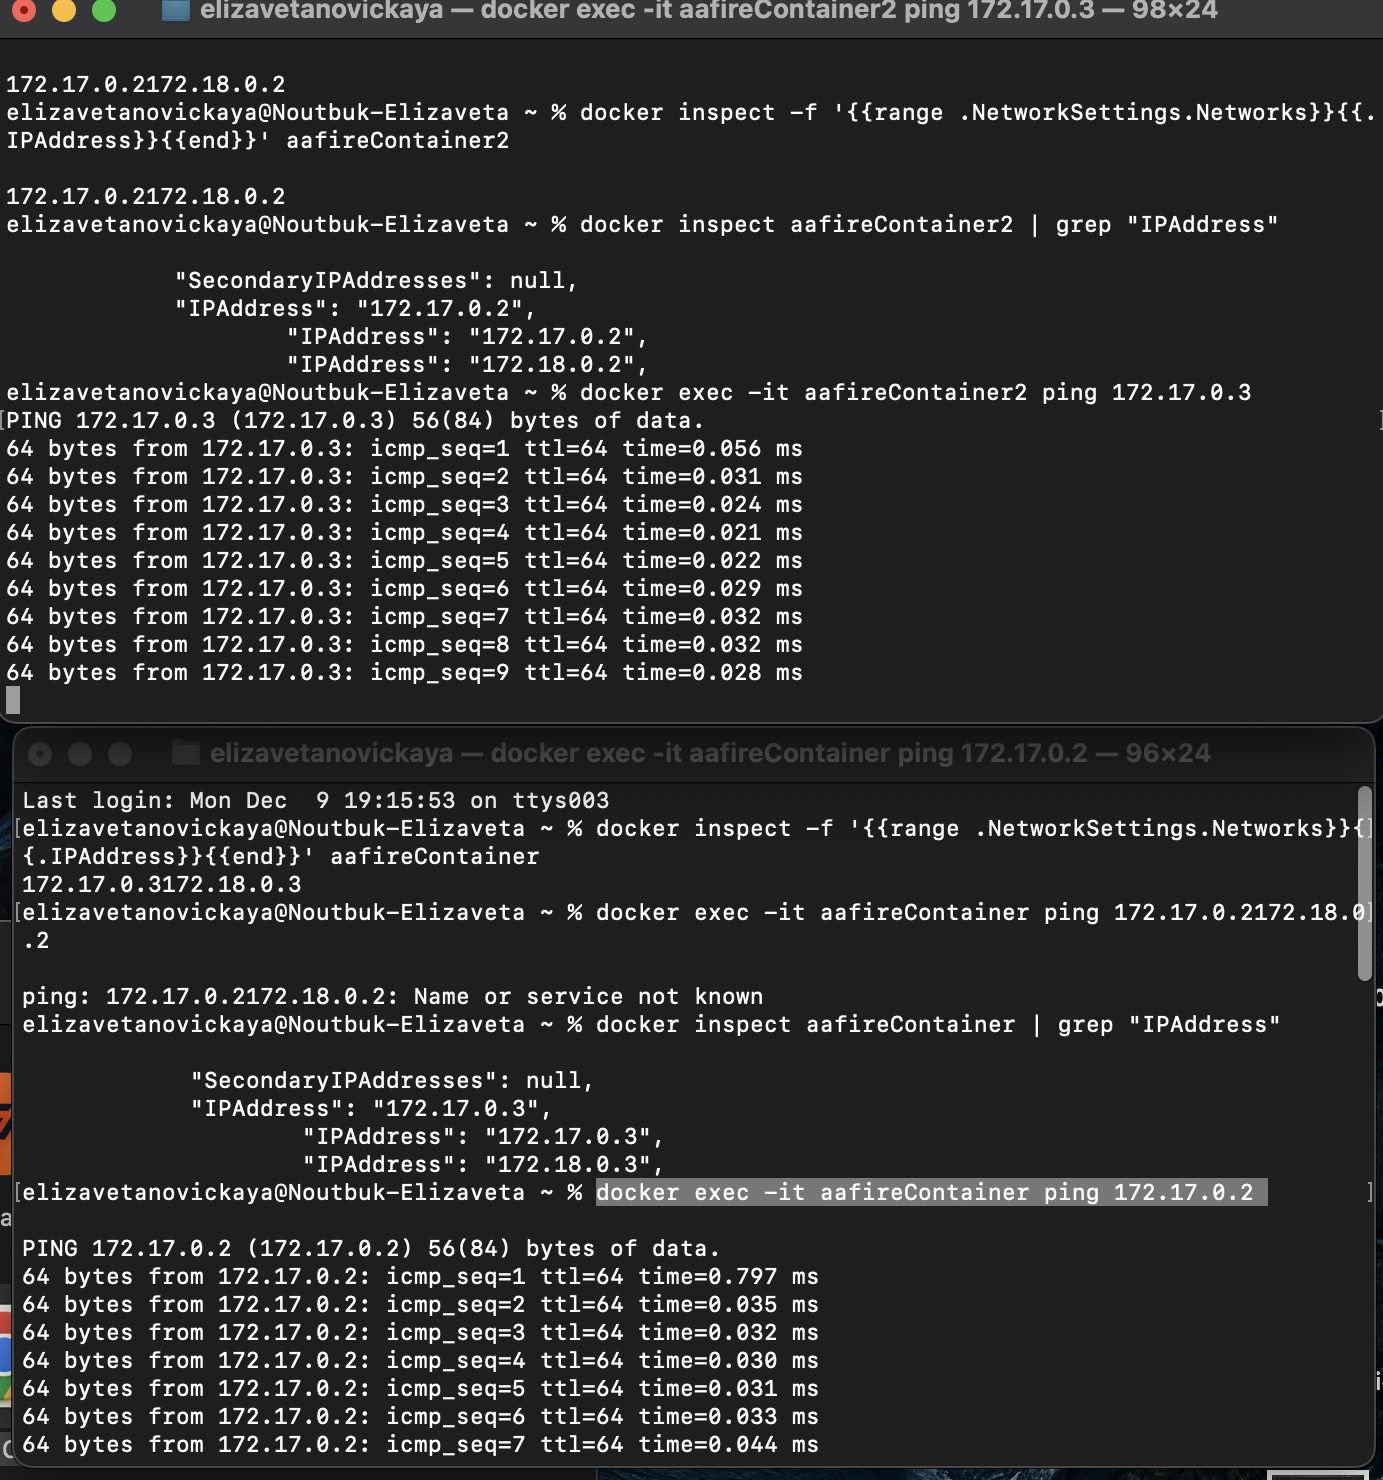 elizavetanovickaya — docker exec -it aafireContainer2 ping 172.17.0.3 — 98×24
172.17.0.2172.18.0.2
elizavetanovickaya@Noutbuk-Elizaveta ~ % docker inspect -f '{{range .NetworkSettings.Networks}}{{.
IPAddress}}{{end}}' aafireContainer2
172.17.0.2172.18.0.2
elizavetanovickaya@Noutbuk-Elizaveta ~ % docker inspect aafireContainer2 | grep "IPAddress"
"SecondaryIPAddresses": null,
"IPAddress": "172.17.0.2",
"IPAddress": "172.17.0.2",
"IPAddress": "172.18.0.2",
elizavetanovickaya@Noutbuk-Elizaveta ~ % docker exec -it aafireContainer2 ping 172.17.0.3
[PING 172.17.0.3 (172.17.0.3) 56(84) bytes of data. ]
64 bytes from 172.17.0.3: icmp_seq=1 ttl=64 time=0.056 ms
64 bytes from 172.17.0.3: icmp_seq=2 ttl=64 time=0.031 ms
64 bytes from 172.17.0.3: icmp_seq=3 ttl=64 time=0.024 ms
64 bytes from 172.17.0.3: icmp_seq=4 ttl=64 time=0.021 ms
64 bytes from 172.17.0.3: icmp_seq=5 ttl=64 time=0.022 ms
64 bytes from 172.17.0.3: icmp_seq=6 ttl=64 time=0.029 ms
64 bytes from 172.17.0.3: icmp_seq=7 ttl=64 time=0.032 ms
64 bytes from 172.17.0.3: icmp_seq=8 ttl=64 time=0.032 ms
64 bytes from 172.17.0.3: icmp_seq=9 ttl=64 time=0.028 ms
elizavetanovickaya — docker exec -it aafireContainer ping 172.17.0.2 — 96×24
Last login: Mon Dec  9 19:15:53 on ttys003
[elizavetanovickaya@Noutbuk-Elizaveta ~ % docker inspect -f '{{range .NetworkSettings.Networks}}{]
{.IPAddress}}{{end}}' aafireContainer
172.17.0.3172.18.0.3
[elizavetanovickaya@Noutbuk-Elizaveta ~ % docker exec -it aafireContainer ping 172.17.0.2172.18.0]
.2
ping: 172.17.0.2172.18.0.2: Name or service not known
elizavetanovickaya@Noutbuk-Elizaveta ~ % docker inspect aafireContainer | grep "IPAddress"
"SecondaryIPAddresses": null,
"IPAddress": "172.17.0.3",
"IPAddress": "172.17.0.3",
"IPAddress": "172.18.0.3",
[elizavetanovickaya@Noutbuk-Elizaveta ~ % docker exec -it aafireContainer ping 172.17.0.2 ]
PING 172.17.0.2 (172.17.0.2) 56(84) bytes of data.
64 bytes from 172.17.0.2: icmp_seq=1 ttl=64 time=0.797 ms
64 bytes from 172.17.0.2: icmp_seq=2 ttl=64 time=0.035 ms
64 bytes from 172.17.0.2: icmp_seq=3 ttl=64 time=0.032 ms
64 bytes from 172.17.0.2: icmp_seq=4 ttl=64 time=0.030 ms
64 bytes from 172.17.0.2: icmp_seq=5 ttl=64 time=0.031 ms
64 bytes from 172.17.0.2: icmp_seq=6 ttl=64 time=0.033 ms
64 bytes from 172.17.0.2: icmp_seq=7 ttl=64 time=0.044 ms